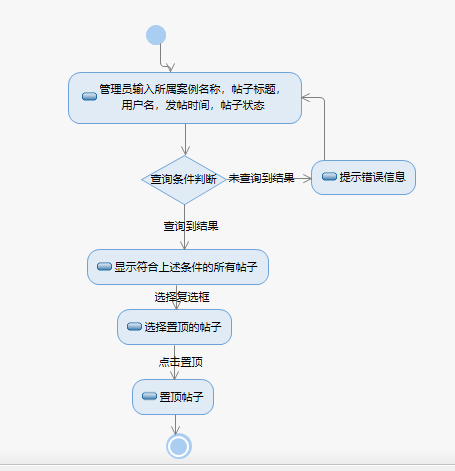 管理员输入所属案例名称，帖子标题，
用户名，发帖时间，帖子状态
查询条件判断
未查询到结果
提示错误信息
查询到结果
显示符合上述条件的所有帖子
选择复选框
选择置顶的帖子
点击置顶
置顶帖子